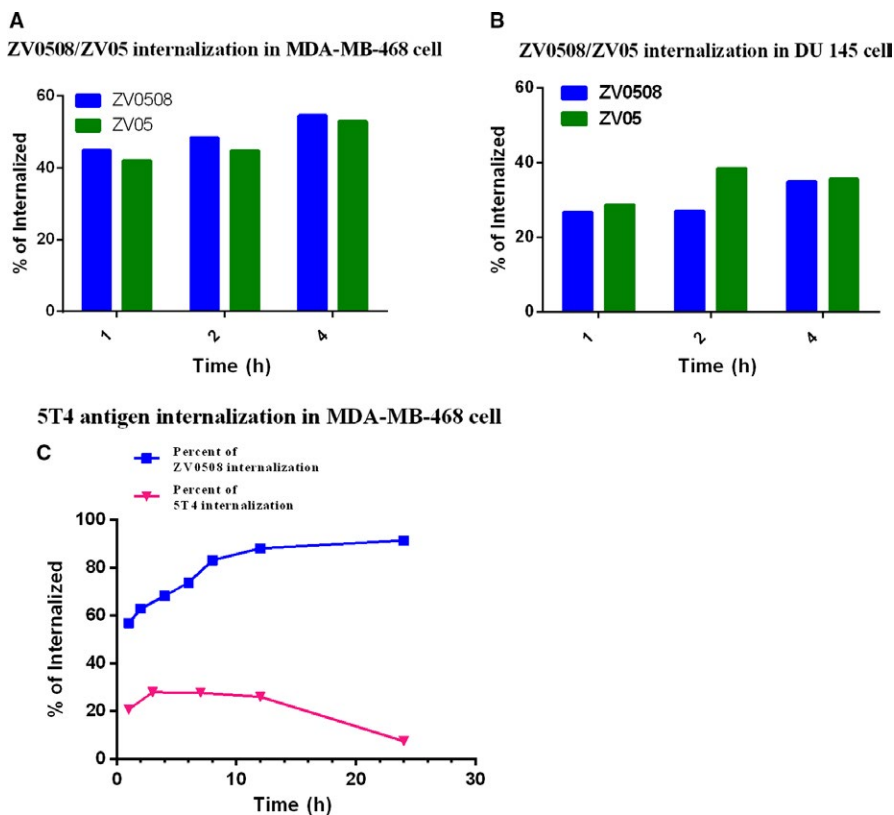 A
ZV0508/ZV05 internalization in MDA-MB-468 cell
60
40
20
0
% of Internalized
ZV0508
ZV05
1
2
4
Time (h)
B
ZV0508/ZV05 internalization in DU 145 cell
60
40
20
0
% of Internalized
ZV0508
ZV05
1
2
4
Time (h)
5T4 antigen internalization in MDA-MB-468 cell
C
Percent of
ZV0508 internalization
Percent of
5T4 internalization
100
80
60
40
20
0
% of Internalized
0
10
20
30
Time (h)